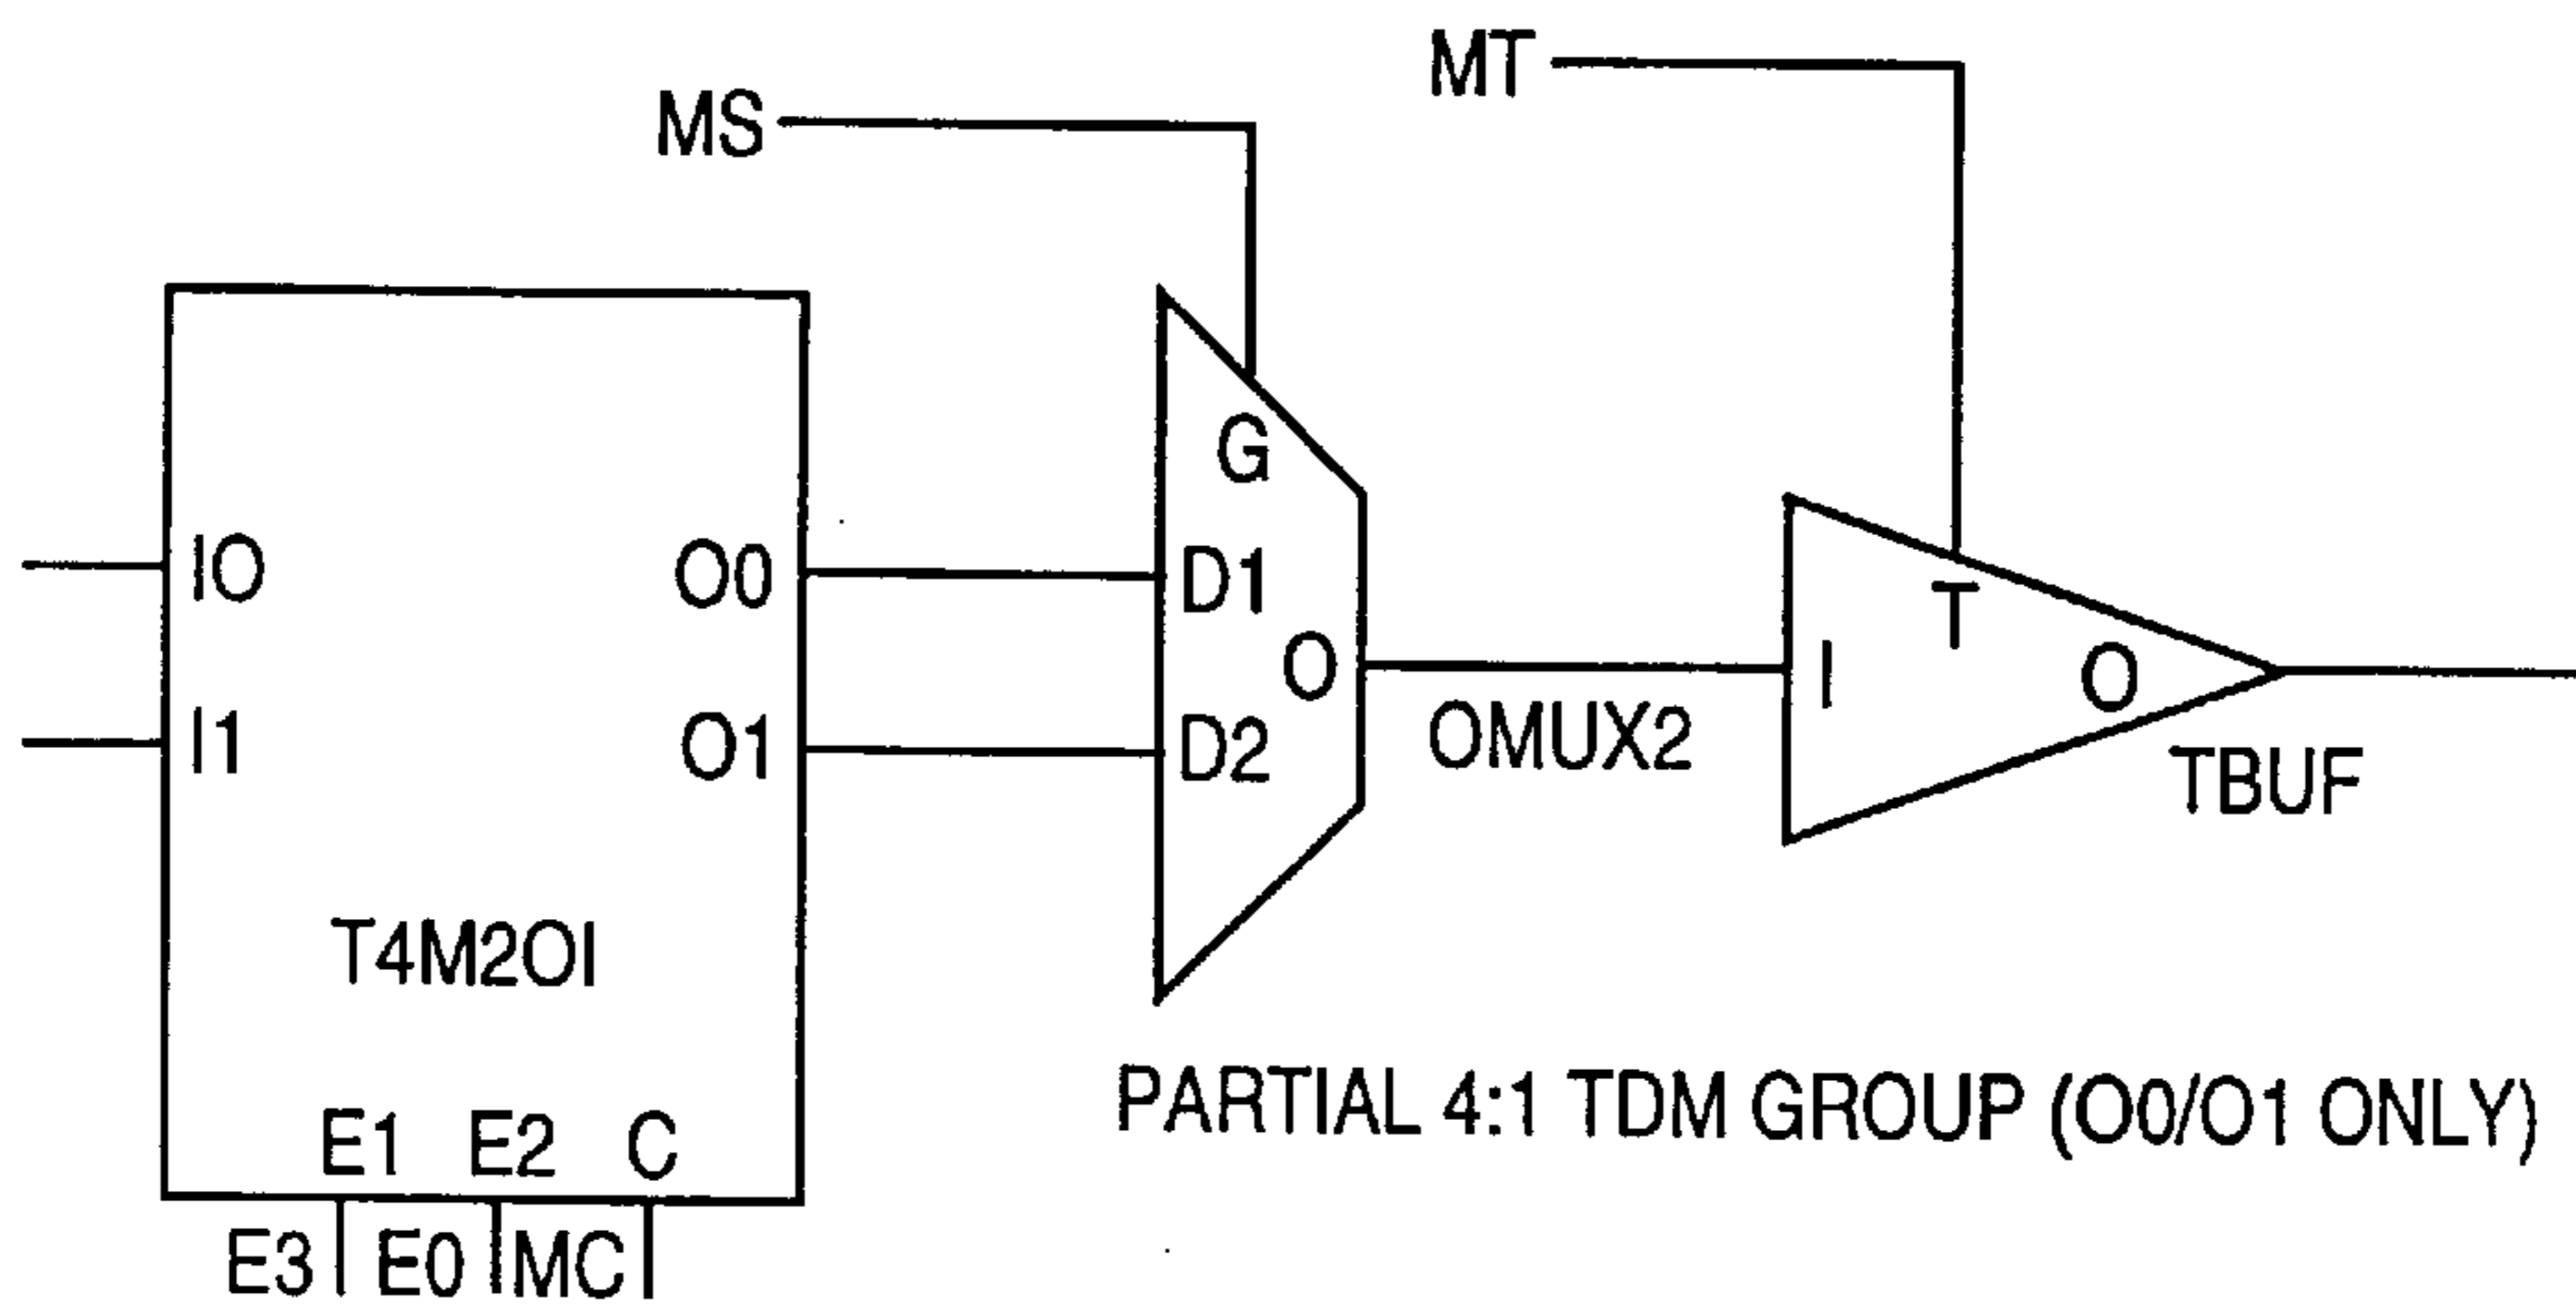 MT
MS
G
IO
O0
D1
T
O
I
O
I1
O1
D2
OMUX2
TBUF
T4M2OI
PARTIAL 4:1 TDM GROUP (O0/O1 ONLY)
E1 E2 C
E3 E0 MC